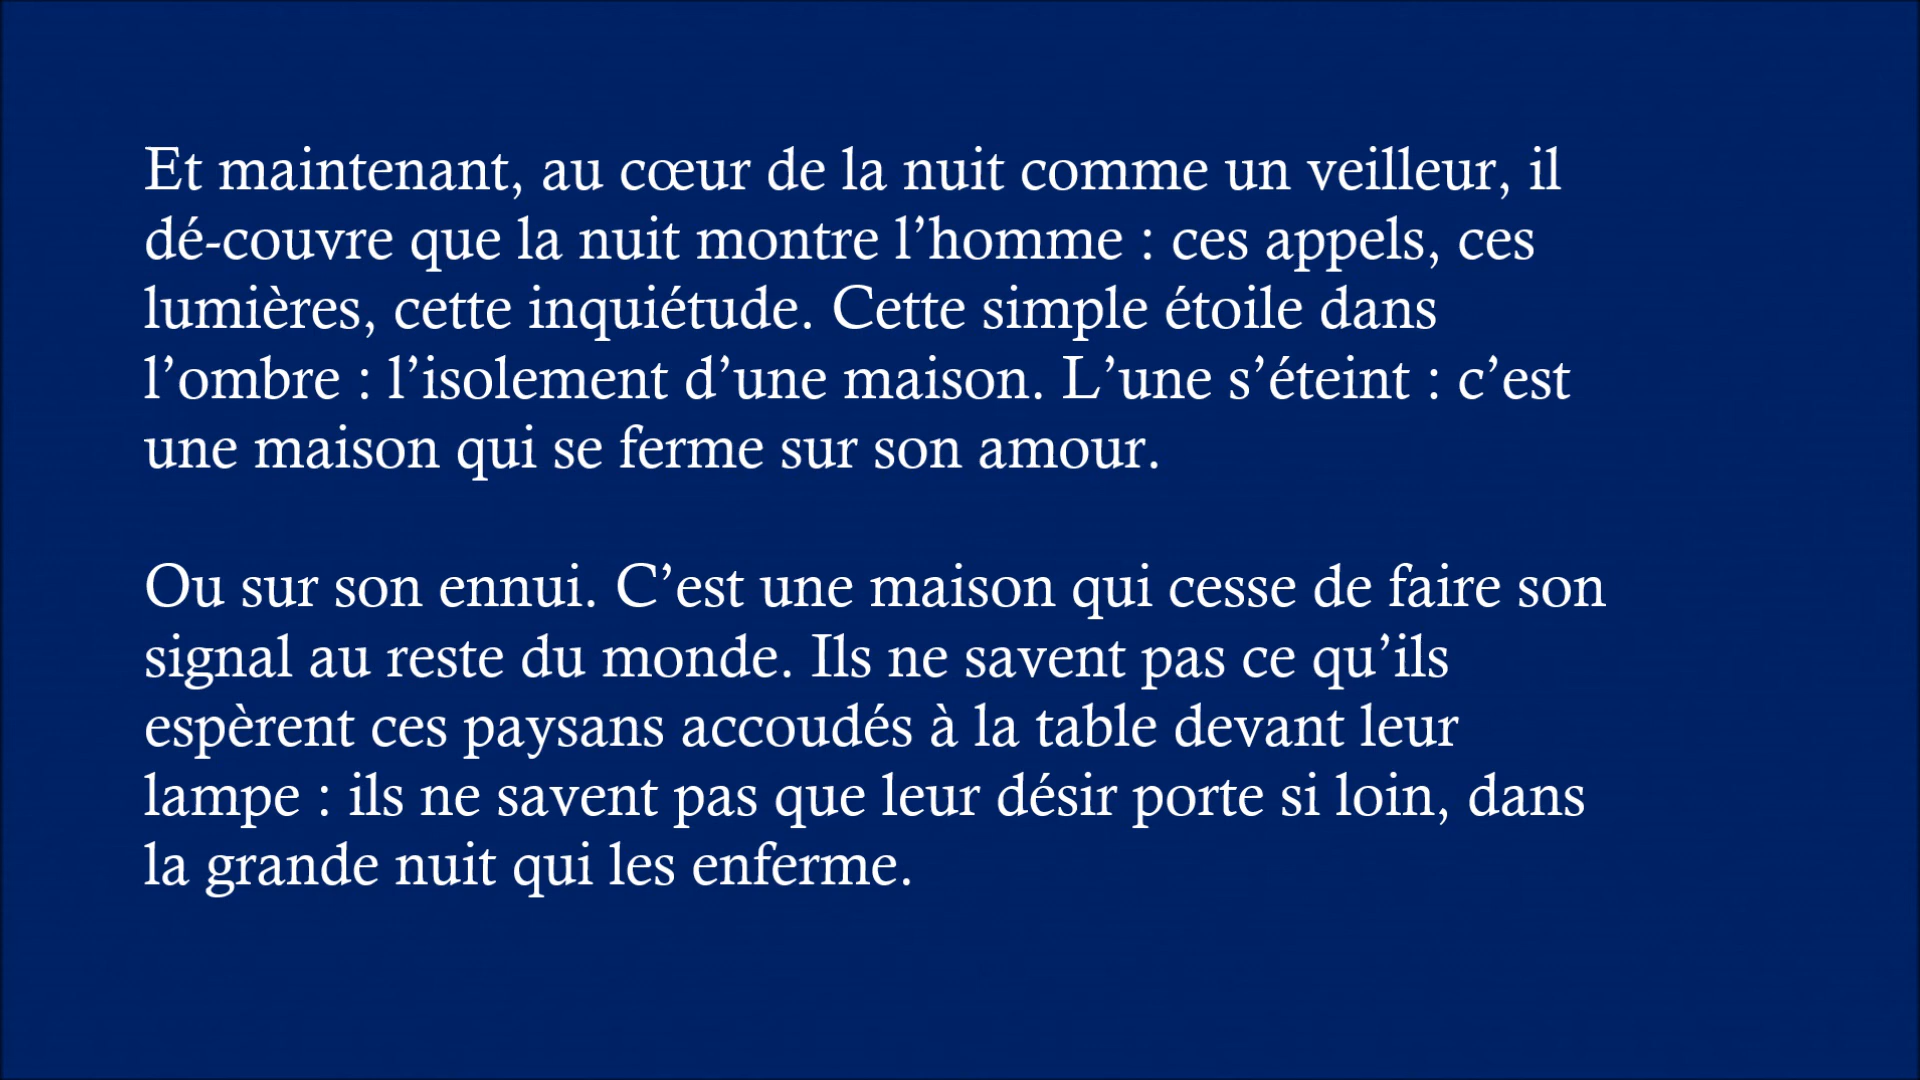 Et maintenant, au cœur de la nuit comme un veilleur, il
dé-couvre que la nuit montre l’homme : ces appels, ces
lumières, cette inquiétude. Cette simple étoile dans
l’ombre : l’isolement d’une maison. L’une s’éteint : c’est
une maison qui se ferme sur son amour.
Ou sur son ennui. C’est une maison qui cesse de faire son
signal au reste du monde. Ils ne savent pas ce qu’ils
espèrent ces paysans accoudés à la table devant leur
lampe : ils ne savent pas que leur désir porte si loin, dans
la grande nuit qui les enferme.